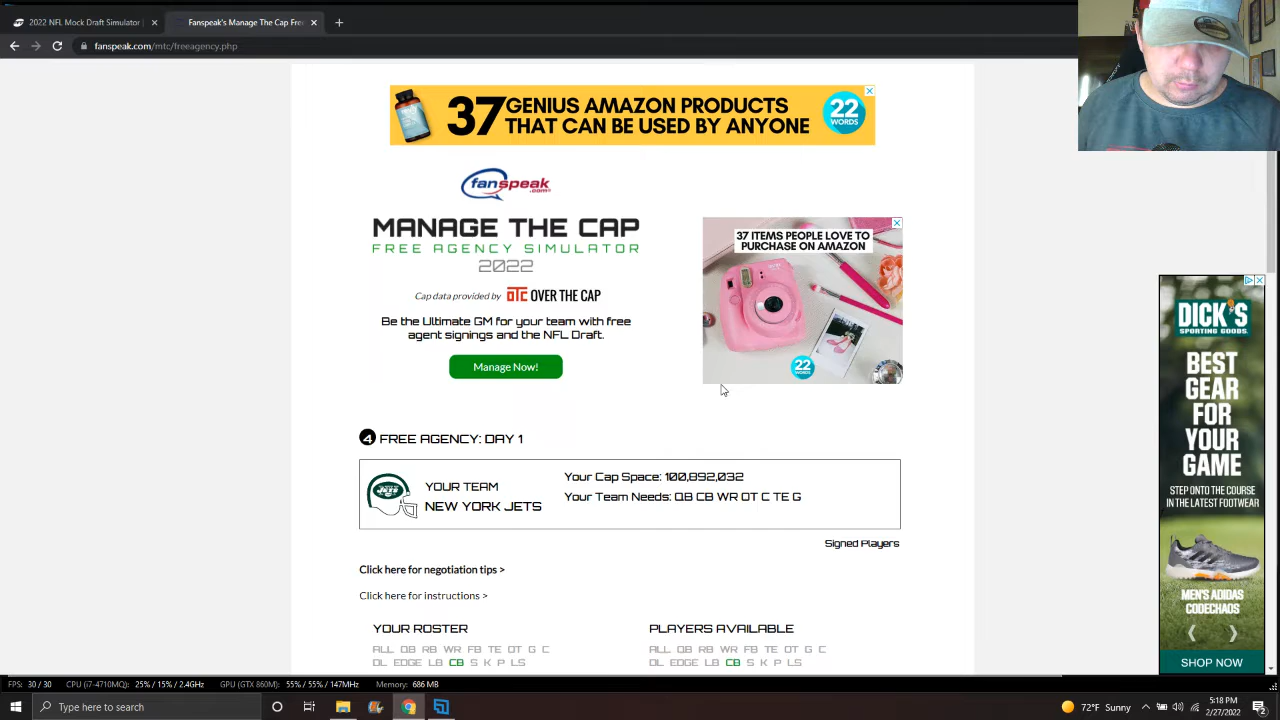 2022 NFL Mock Draft Simulator |
Fanspeak's Manage The Cap Free
fanspeak.com/mtc/freeagency.php
37 GENIUS AMAZON PRODUCTS
THAT CAN BE USED BY ANYONE
22
WORDS
fanspeak
.com
MANAGE THE CAP
FREE AGENCY SIMULATOR
2022
Cap data provided by OTC OVER THE CAP
Be the Ultimate GM for your team with free
agent signings and the NFL Draft.
Manage Now!
37 ITEMS PEOPLE LOVE TO
PURCHASE ON AMAZON
22
WORDS
4 FREE AGENCY: DAY 1
JETS
YOUR TEAM
NEW YORK JETS
Your Cap Space: 100,892,032
Your Team Needs: QB CB WR OT C TE G
Signed Players
Click here for negotiation tips >
Click here for instructions >
YOUR ROSTER
ALL QB RB WR FB TE OT G C
DL EDGE LB CB S K P LS
PLAYERS AVAILABLE
ALL QB RB WR FB TE OT G C
DL EDGE LB CB S K P LS
DICK'S
SPORTING GOODS.
BEST
GEAR
FOR
YOUR
GAME
STEP ONTO THE COURSE
IN THE LATEST FOOTWEAR
MEN'S ADIDAS
CODECHAOS
SHOP NOW
FPS: 30 / 30 CPU (i7-4710MQ): 25% / 15% / 2.4GHz GPU (GTX 860M): 55% / 55% / 147MHz Memory: 686 MB
Type here to search
72°F Sunny
5:18 PM
2/27/2022
2